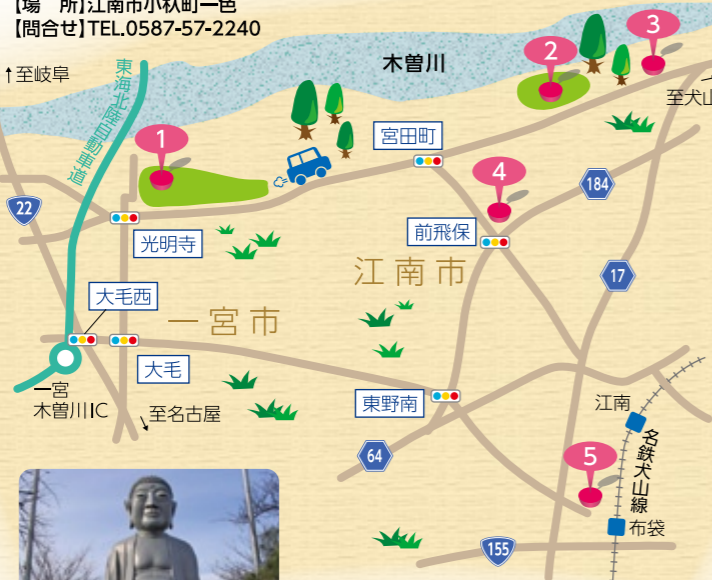 【場　所】江南市小杁町一色
【問合せ】TEL.0587-57-2240
↑至岐阜
東海北陸自動車道
木曽川
2
3
至犬山
1
宮田町
4
184
22
光明寺
前飛保
江南市
17
大毛西
一宮市
大毛
一宮
木曽川IC
↘至名古屋
東野南
江南
名鉄犬山線
64
5
布袋
155